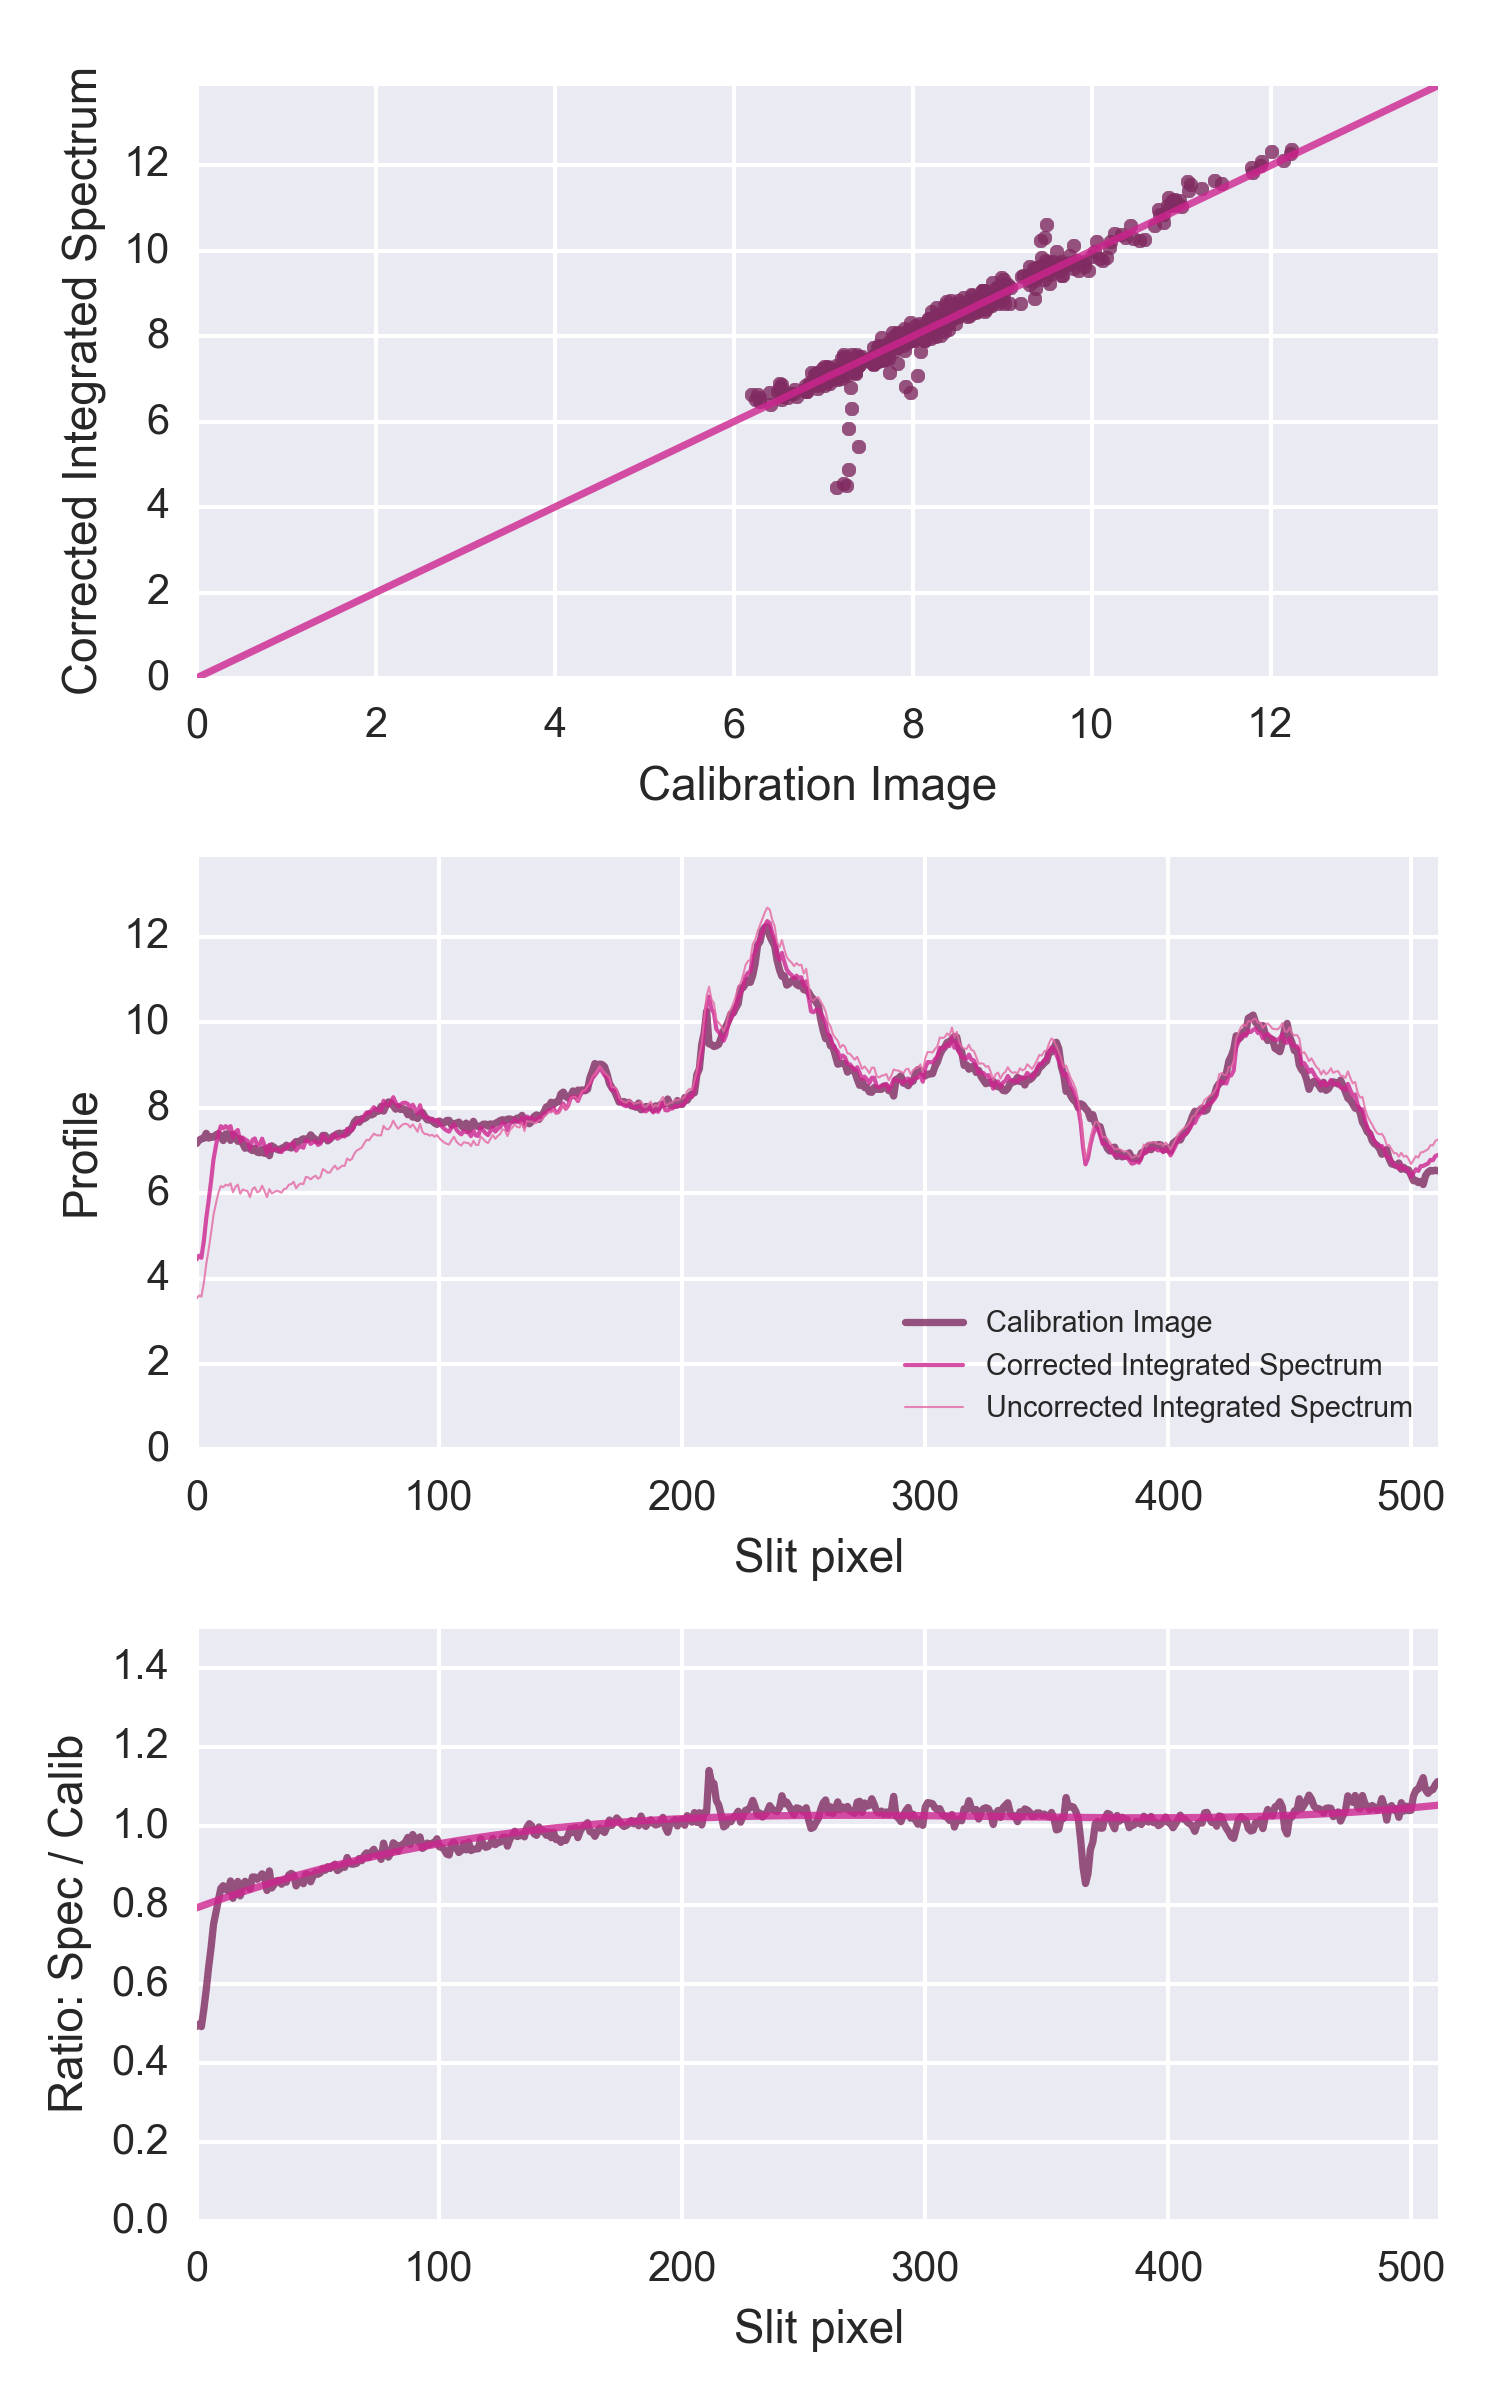 Corrected Integrated Spectrum
12
10
8
6
4
2
0
0 2 4 6 8 10 12
Calibration Image
Profile
12
10
8
6
4
2
0
Calibration Image
Corrected Integrated Spectrum
Uncorrected Integrated Spectrum
0 100 200 300 400 500
Slit pixel
Ratio: Spec / Calib
1.4
1.2
1.0
0.8
0.6
0.4
0.2
0.0
0 100 200 300 400 500
Slit pixel